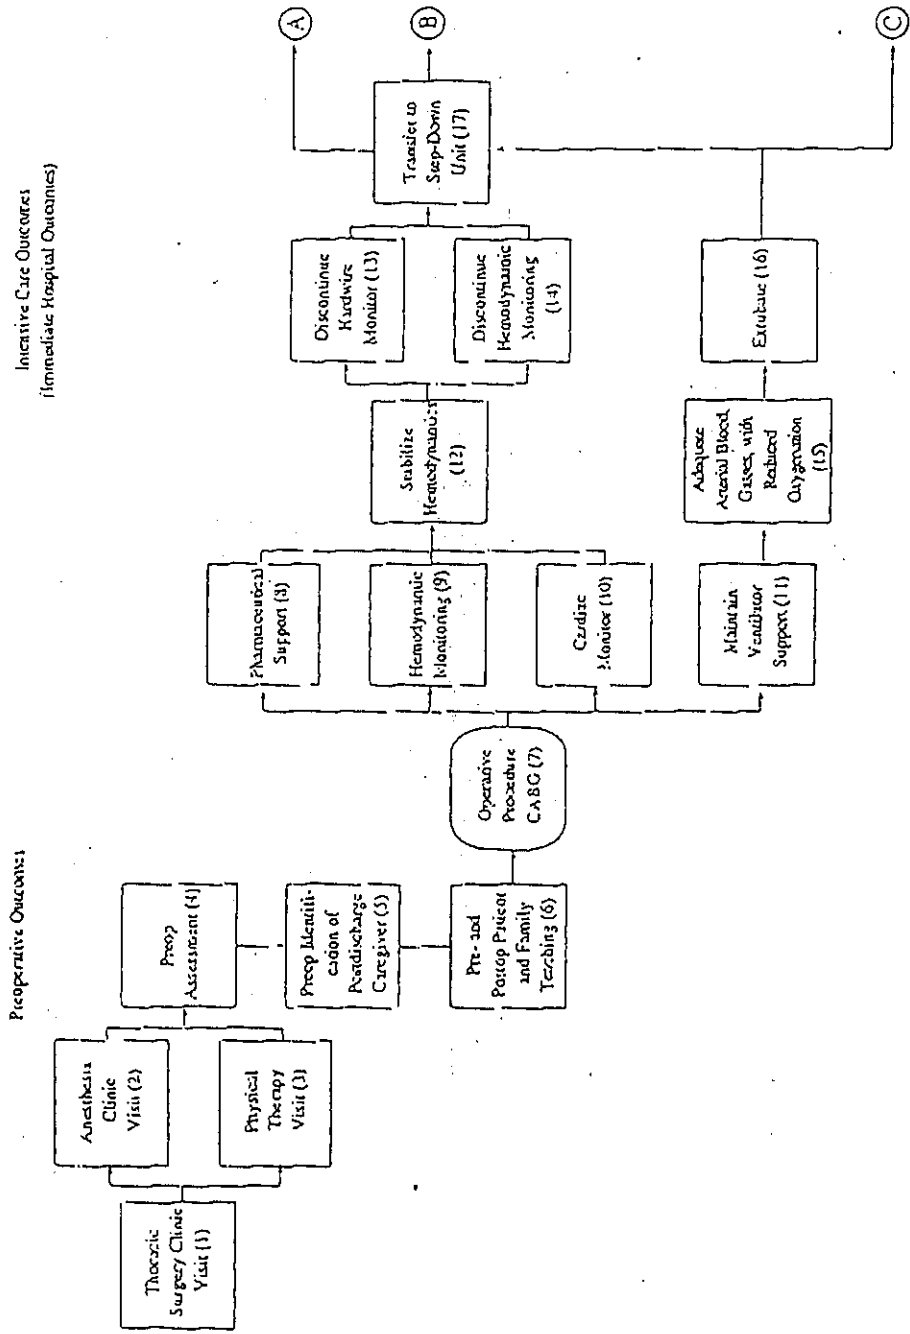 Preoperative Outcomes
Intensive Care Outcomes
(Immediate Hospital Outcomes)
Thoracic
Surgery Clinic
Visit (1)
Anesthesia
Clinic
Visit (2)
Physical
Therapy
Visit (3)
Preop
Assessment (4)
Preop Identifi-
cation of
Postdischarge
Caregiver (5)
Pre- and
Postop Patient
and Family
Teaching (6)
Operative
Procedure
CABG (7)
Pharmaceutical
Support (8)
Hemodynamic
Monitoring (9)
Cardiac
Monitor (10)
Maintain
Ventilator
Support (11)
Stabilize
Hemodynamics
(12)
Discontinue
Hardwire
Monitor (13)
Discontinue
Hemodynamic
Monitoring
(14)
Adequate
Arterial Blood
Gasses, with
Reduced
Oxygenation
(15)
Extubate (16)
Transfer to
Step-Down
Unit (17)
A
B
C